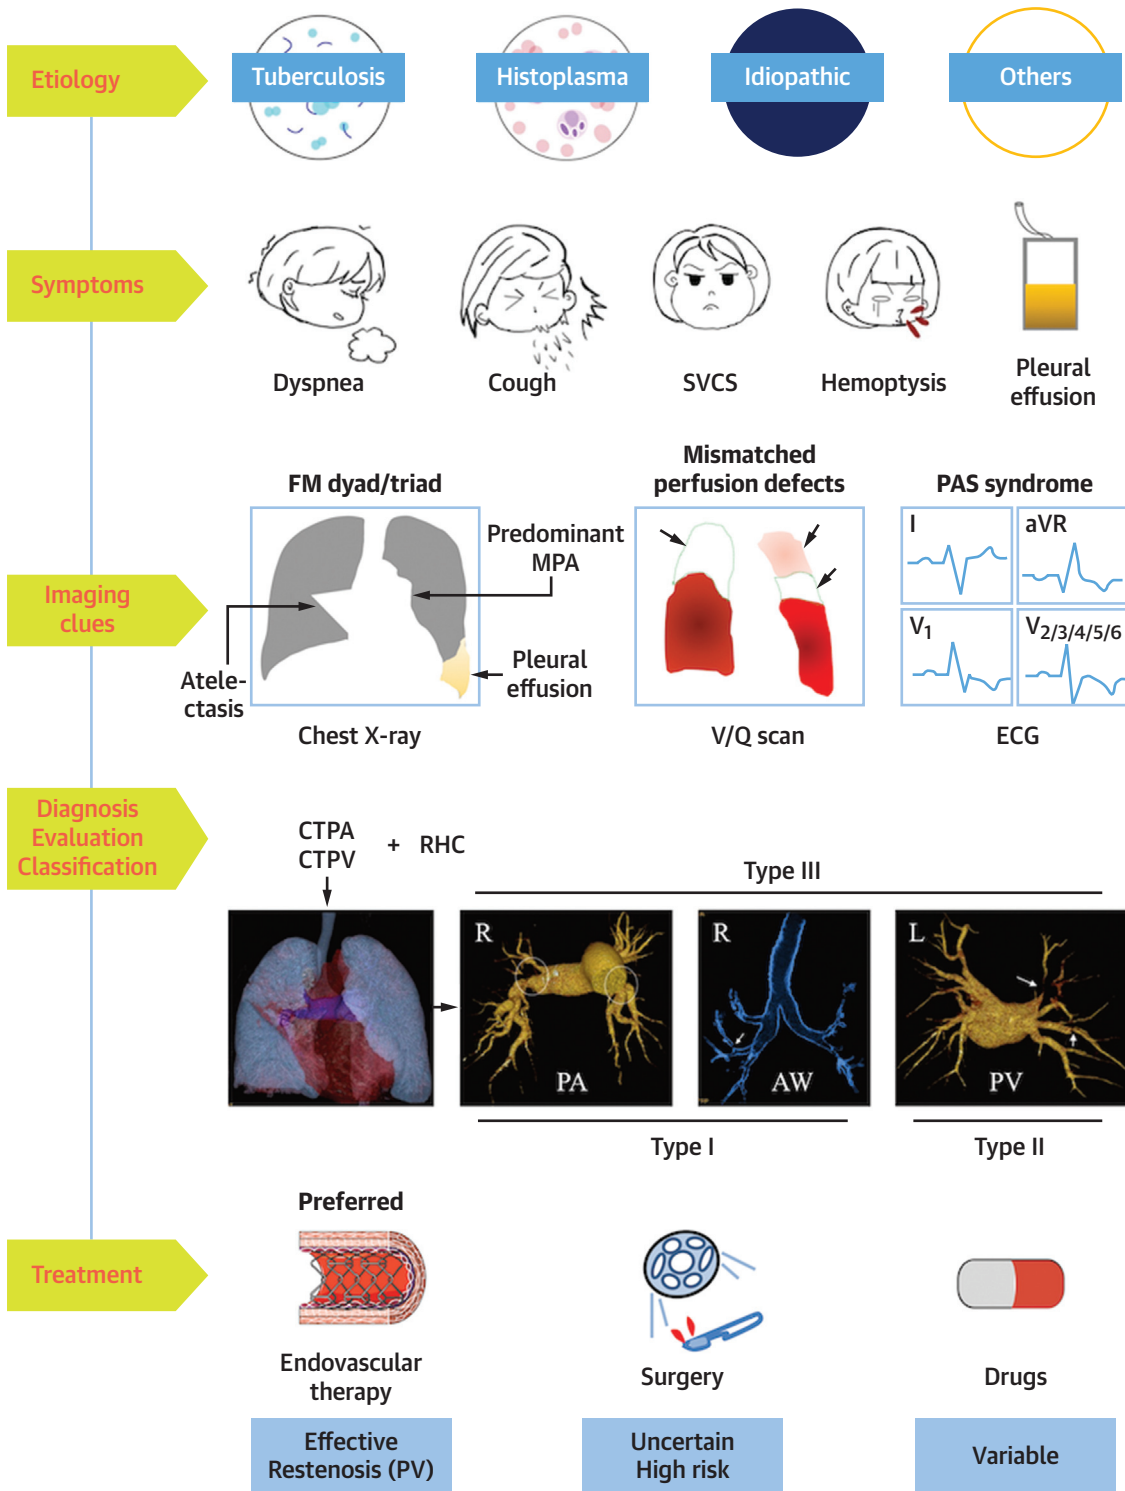 Etiology
Tuberculosis
Histoplasma
Idiopathic
Others
Symptoms
Dyspnea
Cough
SVCS
Hemoptysis
Pleural
effusion
Imaging
clues
FM dyad/triad
Predominant
MPA
Atele-
ctasis
Pleural
effusion
Chest X-ray
Mismatched
perfusion defects
V/Q scan
PAS syndrome
I
aVR
V1
V2/3/4/5/6
ECG
Diagnosis
Evaluation
Classification
CTPA
CTPV
+ RHC
Type III
R
PA
R
AW
L
PV
Type I
Type II
Treatment
Preferred
Endovascular
therapy
Surgery
Drugs
Effective
Restenosis (PV)
Uncertain
High risk
Variable